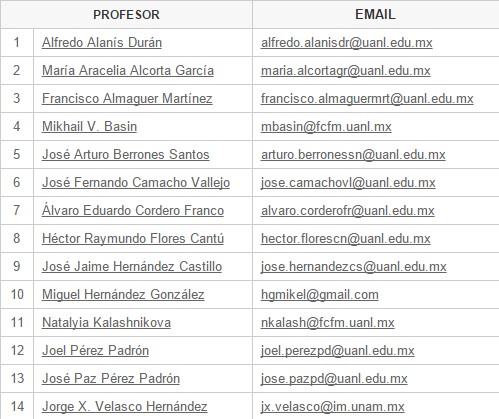 PROFESOR EMAIL
1 Alfredo Alanís Durán alfredo.alanisdr@uanl.edu.mx
2 María Aracelia Alcorta García maria.alcortagr@uanl.edu.mx
3 Francisco Almaguer Martínez francisco.almaguermrt@uanl.edu.mx
4 Mikhail V. Basin mbasin@fcfm.uanl.mx
5 José Arturo Berrones Santos arturo.berronessn@uanl.edu.mx
6 José Fernando Camacho Vallejo jose.camachovl@uanl.edu.mx
7 Álvaro Eduardo Cordero Franco alvaro.corderofr@uanl.edu.mx
8 Héctor Raymundo Flores Cantú hector.florescn@uanl.edu.mx
9 José Jaime Hernández Castillo jose.hernandezcs@uanl.edu.mx
10 Miguel Hernández González hgmikel@gmail.com
11 Natalyia Kalashnikova nkalash@fcfm.uanl.mx
12 Joel Pérez Padrón joel.perezpd@uanl.edu.mx
13 José Paz Pérez Padrón jose.pazpd@uanl.edu.mx
14 Jorge X. Velasco Hernández jx.velasco@im.unam.mx